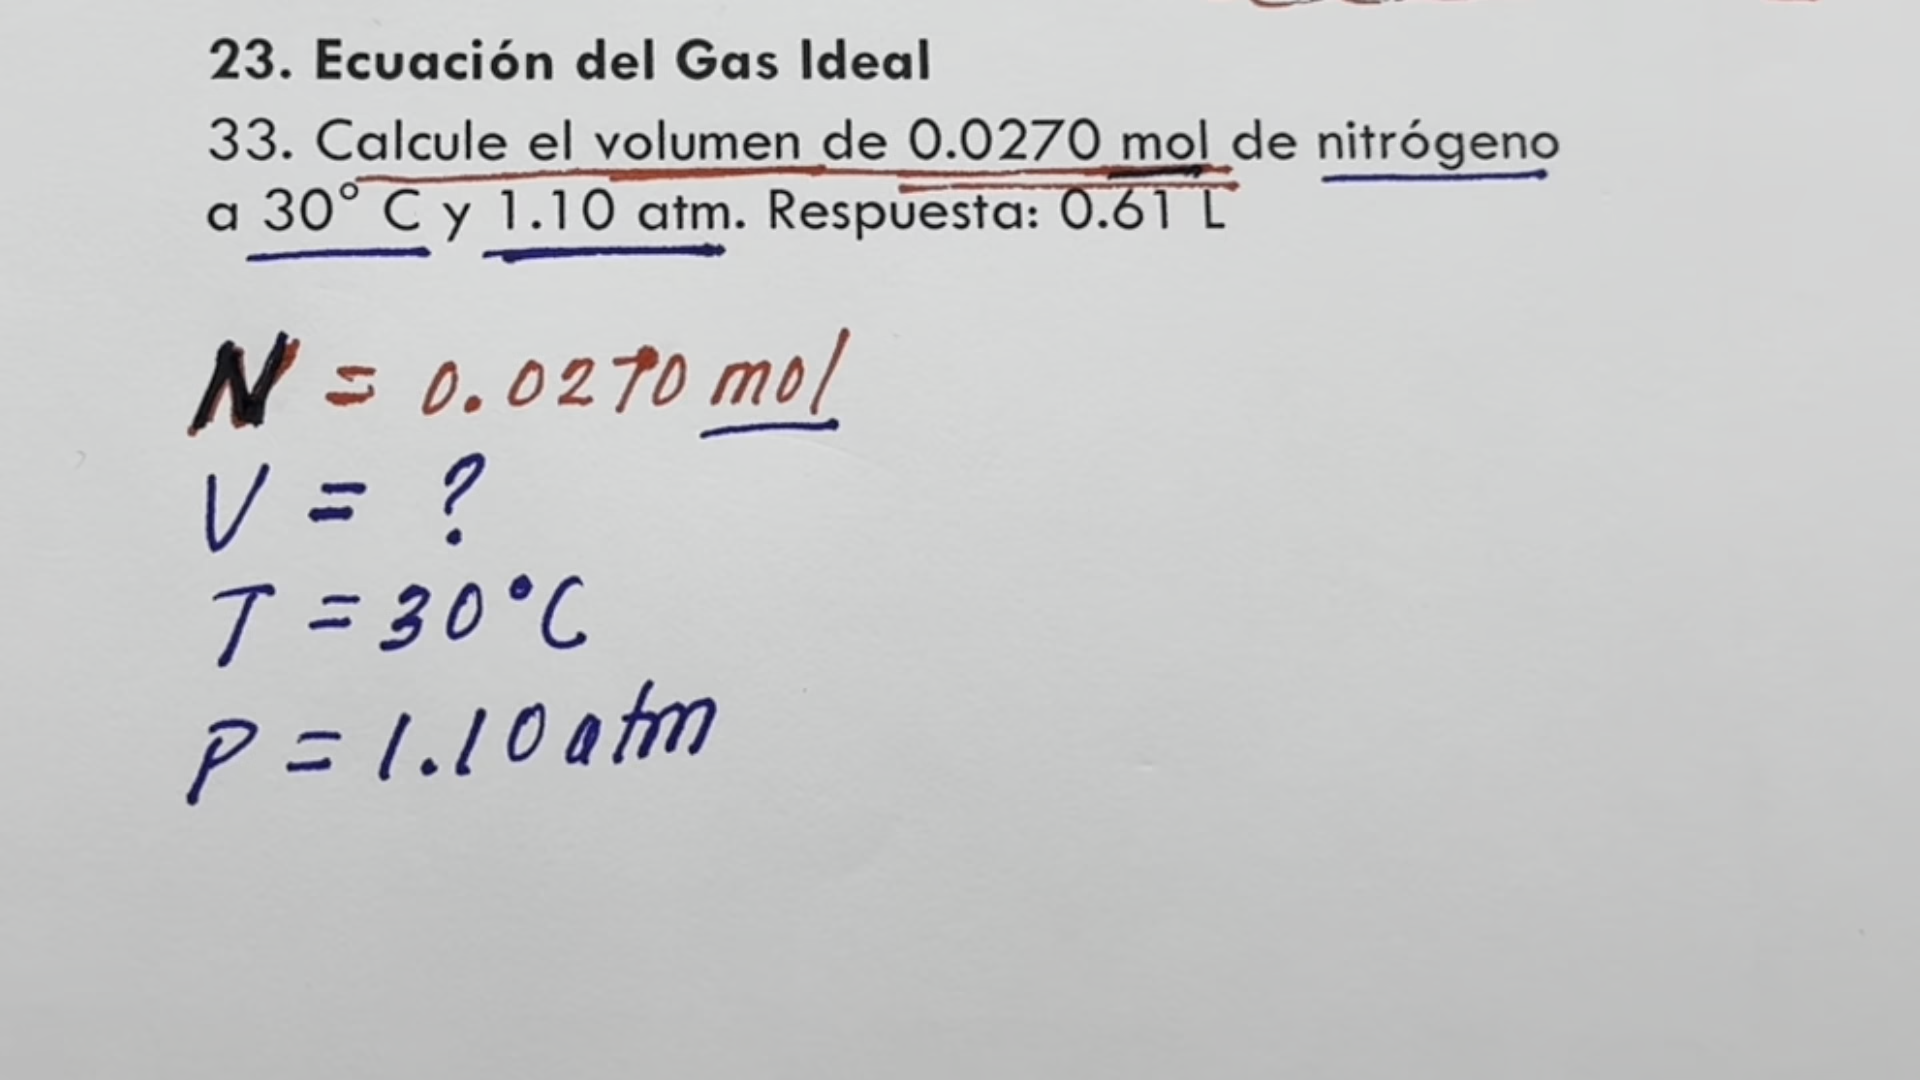 23. Ecuación del Gas Ideal
33. Calcule el volumen de 0.0270 mol de nitrógeno
a 30° C y 1.10 atm. Respuesta: 0.61 L
N = 0.0270 mol
V = ?
T = 30°C
P = 1.10 atm